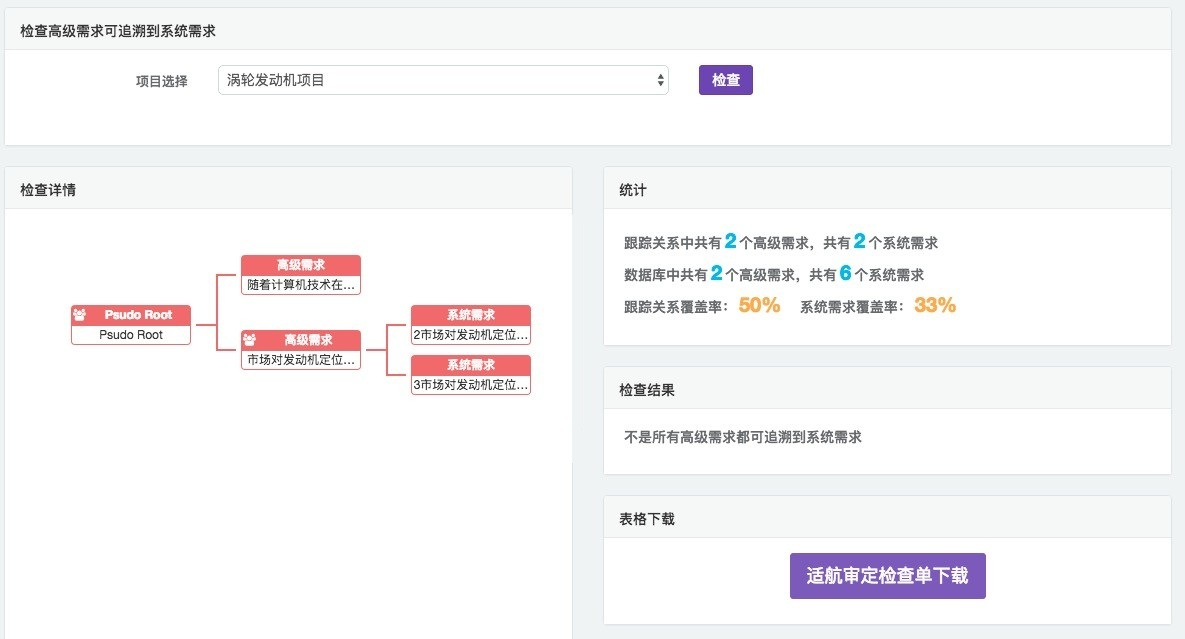 检查高级需求可追溯到系统需求
项目选择
涡轮发动机项目
检查
检查详情
Psudo Root
Psudo Root
高级需求
随着计算机技术在...
高级需求
市场对发动机定位...
系统需求
2市场对发动机定位...
系统需求
3市场对发动机定位...
统计
跟踪关系中共有2个高级需求，共有2个系统需求
数据库中共有2个高级需求，共有6个系统需求
跟踪关系覆盖率： 50% 系统需求覆盖率： 33%
检查结果
不是所有高级需求都可追溯到系统需求
表格下载
适航审定检查单下载